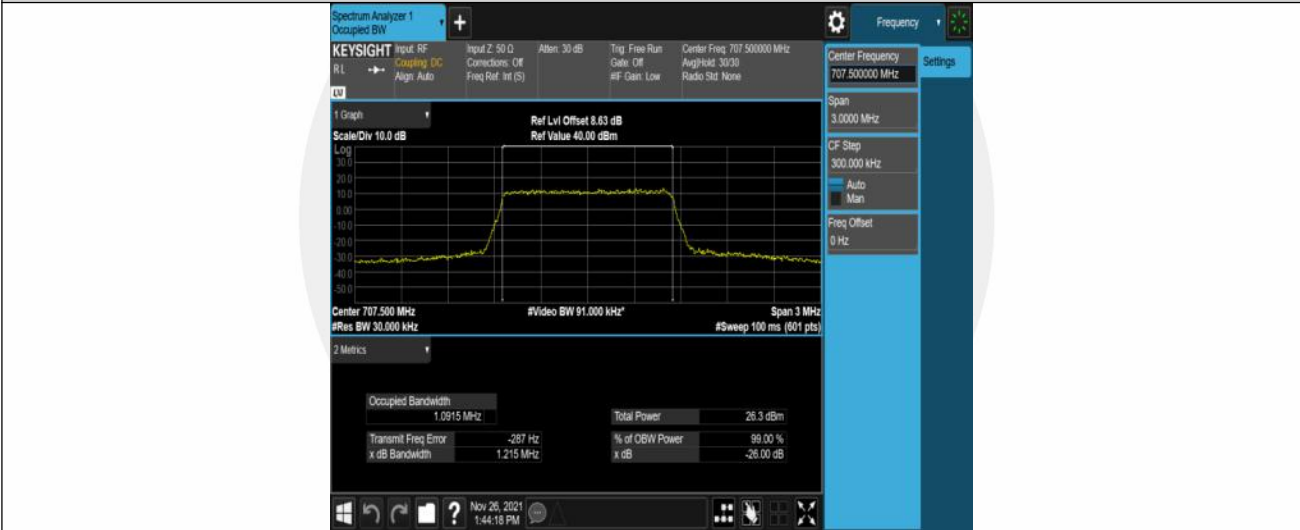 Spectrum Analyzer 1
Occupied BW
+
Frequency
KEYSIGHT
RL
Input: RF
Coupling: DC
Align: Auto
Input Z: 50 Ω
Corrections: Off
Freq Ref: Int (S)
Atten: 30 dB
Trig: Free Run
Gate: Off
#IF Gain: Low
Center Freq: 707.500000 MHz
Avg|Hold: 30/30
Radio Std: None
1 Graph
Ref Lvl Offset 8.63 dB
Scale/Div 10.0 dB
Ref Value 40.00 dBm
Log
30.0
20.0
10.0
0.00
-10.0
-20.0
-30.0
-40.0
-50.0
Center 707.500 MHz
#Video BW 91.000 kHz*
Span 3 MHz
#Res BW 30.000 kHz
#Sweep 100 ms (601 pts)
2 Metrics
Occupied Bandwidth
1.0915 MHz
Total Power
26.3 dBm
Transmit Freq Error
-287 Hz
% of OBW Power
99.00 %
x dB Bandwidth
1.215 MHz
x dB
-26.00 dB
Center Frequency
707.500000 MHz
Settings
Span
3.0000 MHz
CF Step
300.000 kHz
Auto
Man
Freq Offset
0 Hz
?
Nov 26, 2021
1:44:18 PM